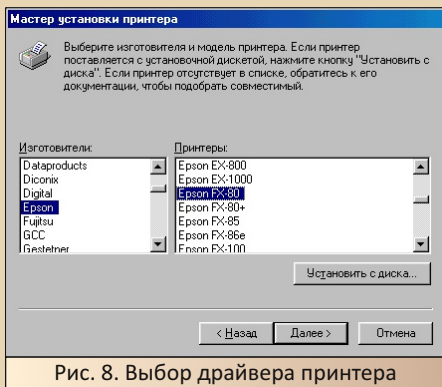 Мастер установки принтера
Выберите изготовителя и модель принтера. Если принтер
поставляется с установочной дискетой, нажмите кнопку "Установить с
диска". Если принтер отсутствует в списке, обратитесь к его
документации, чтобы подобрать совместимый.
Изготовители:
Dataproducts
Diconix
Digital
Epson
Fujitsu
GCC
Gestetner
Принтеры:
Epson EX-800
Epson EX-1000
Epson FX-80
Epson FX-80+
Epson FX-85
Epson FX-86e
Epson FX-100
Установить с диска...
< Назад
Далее >
Отмена
Рис. 8. Выбор драйвера принтера